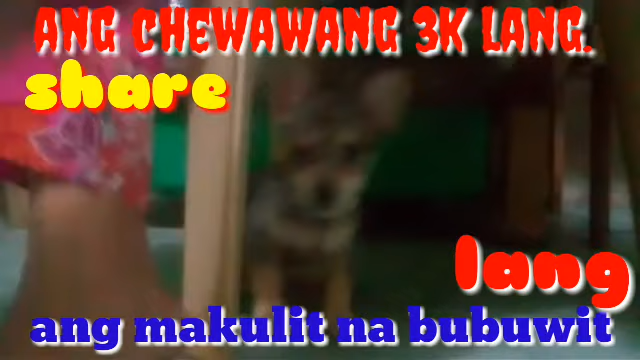 ANG CHEWAWANG 3K LANG.
share
lang
ang makulit na bubuwit